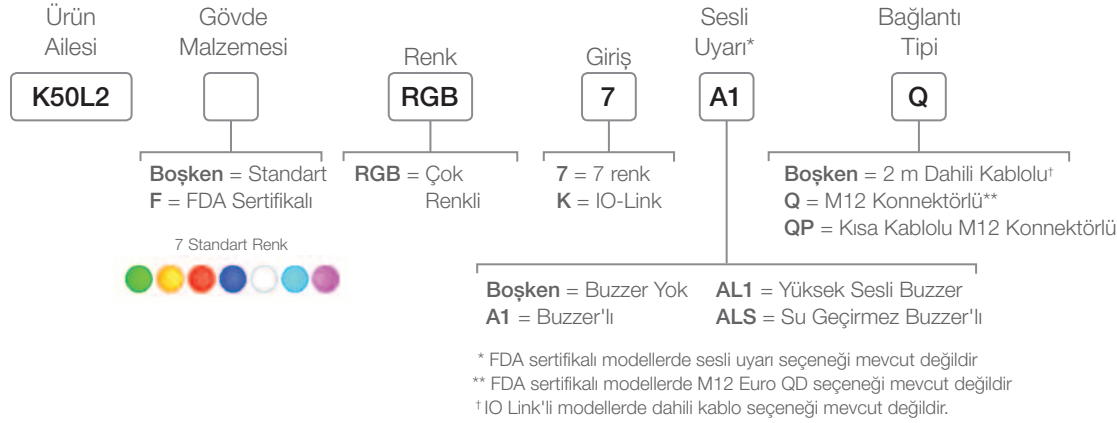 Ürün
Ailesi
Gövde
Malzemesi
Renk
Giriş
Sesli
Uyarı*
Bağlantı
Tipi
K50L2
RGB
7
A1
Q
Boşken = Standart
F = FDA Sertifikalı
RGB = Çok
Renkli
7 = 7 renk
K = IO-Link
Boşken = 2 m Dahili Kablolu†
Q = M12 Konnektörlü**
QP = Kısa Kablolu M12 Konnektörlü
7 Standart Renk
Boşken = Buzzer Yok
A1 = Buzzer'lı
AL1 = Yüksek Sesli Buzzer
ALS = Su Geçirmez Buzzer'lı
* FDA sertifikalı modellerde sesli uyarı seçeneği mevcut değildir
** FDA sertifikalı modellerde M12 Euro QD seçeneği mevcut değildir
† IO Link'li modellerde dahili kablo seçeneği mevcut değildir.